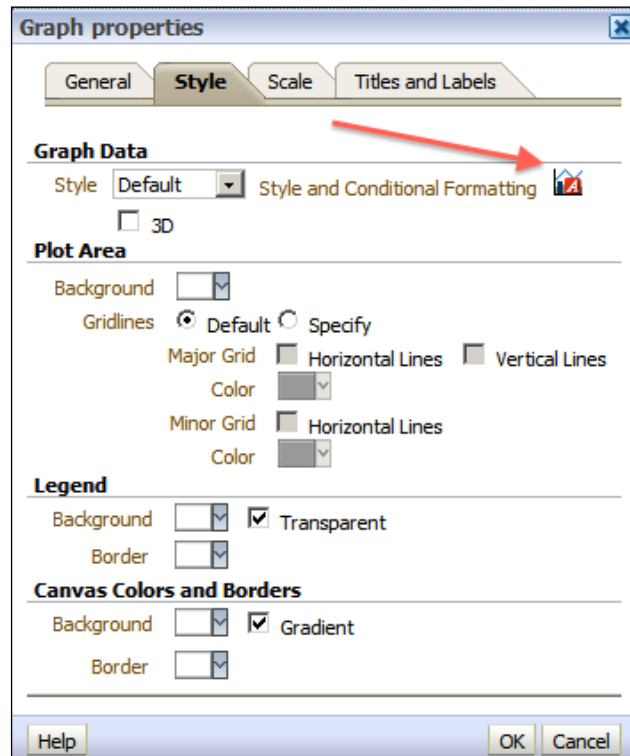 Graph properties
General Style Scale Titles and Labels
Graph Data
Style Default Style and Conditional Formatting A
3D
Plot Area
Background
Gridlines Default Specify
Major Grid Horizontal Lines Vertical Lines
Color
Minor Grid Horizontal Lines
Color
Legend
Background Transparent
Border
Canvas Colors and Borders
Background Gradient
Border
Help OK Cancel